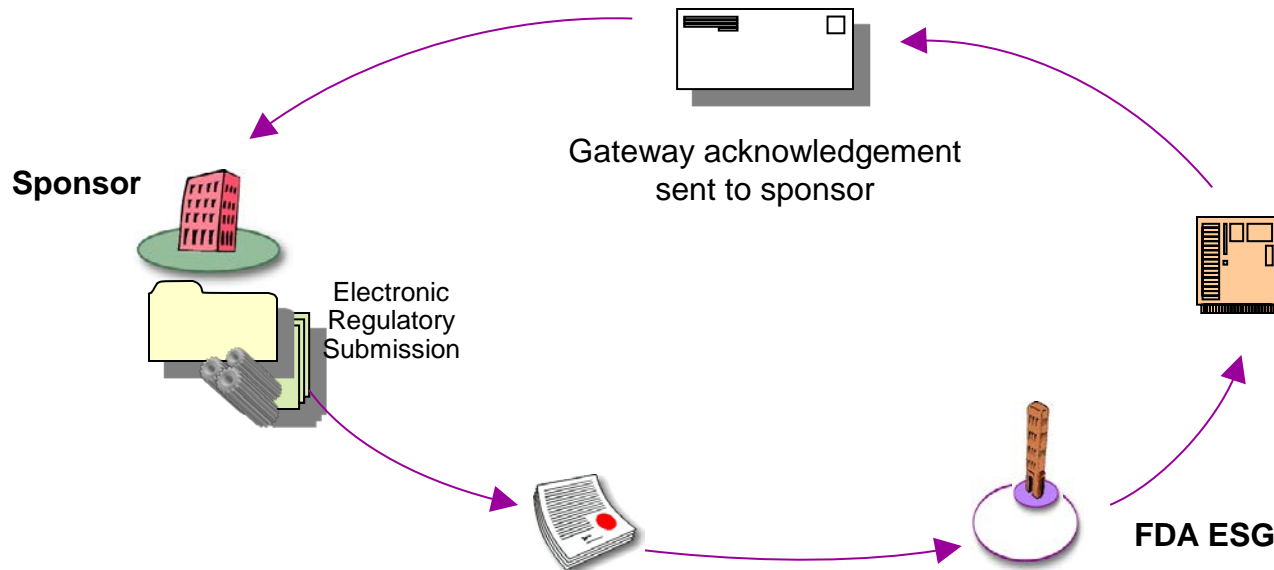 Gateway acknowledgement
sent to sponsor
Sponsor
Electronic
Regulatory
Submission
FDA ESG